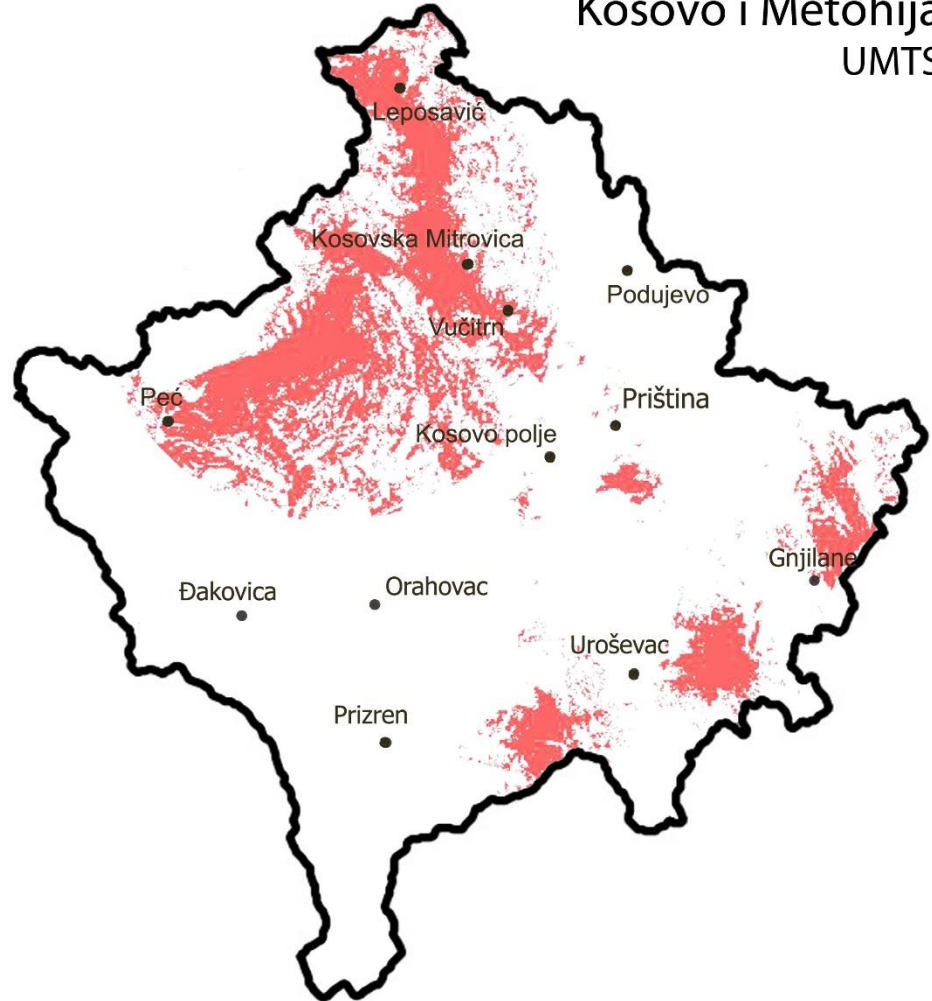 Kosovo i Metohija
UMTS
Leposavić
Kosovska Mitrovica
Podujevo
Vučitrn
Peć
Priština
Kosovo polje
Gnjilane
Đakovica
Orahovac
Uroševac
Prizren